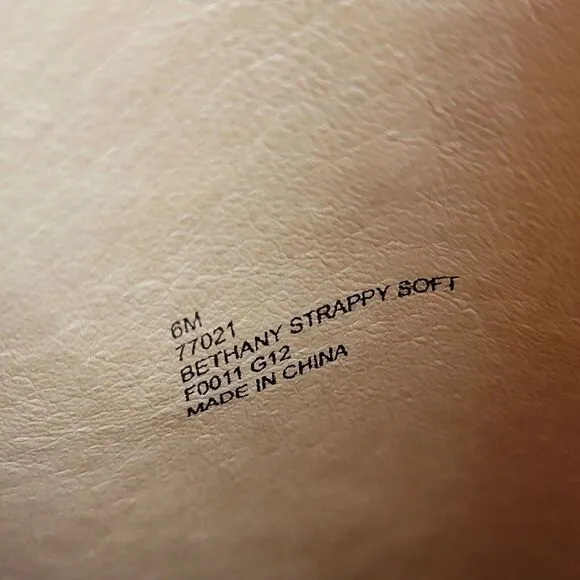 6M
77021
BETHANY STRAPPY SOFT
F0011 G12
MADE IN CHINA